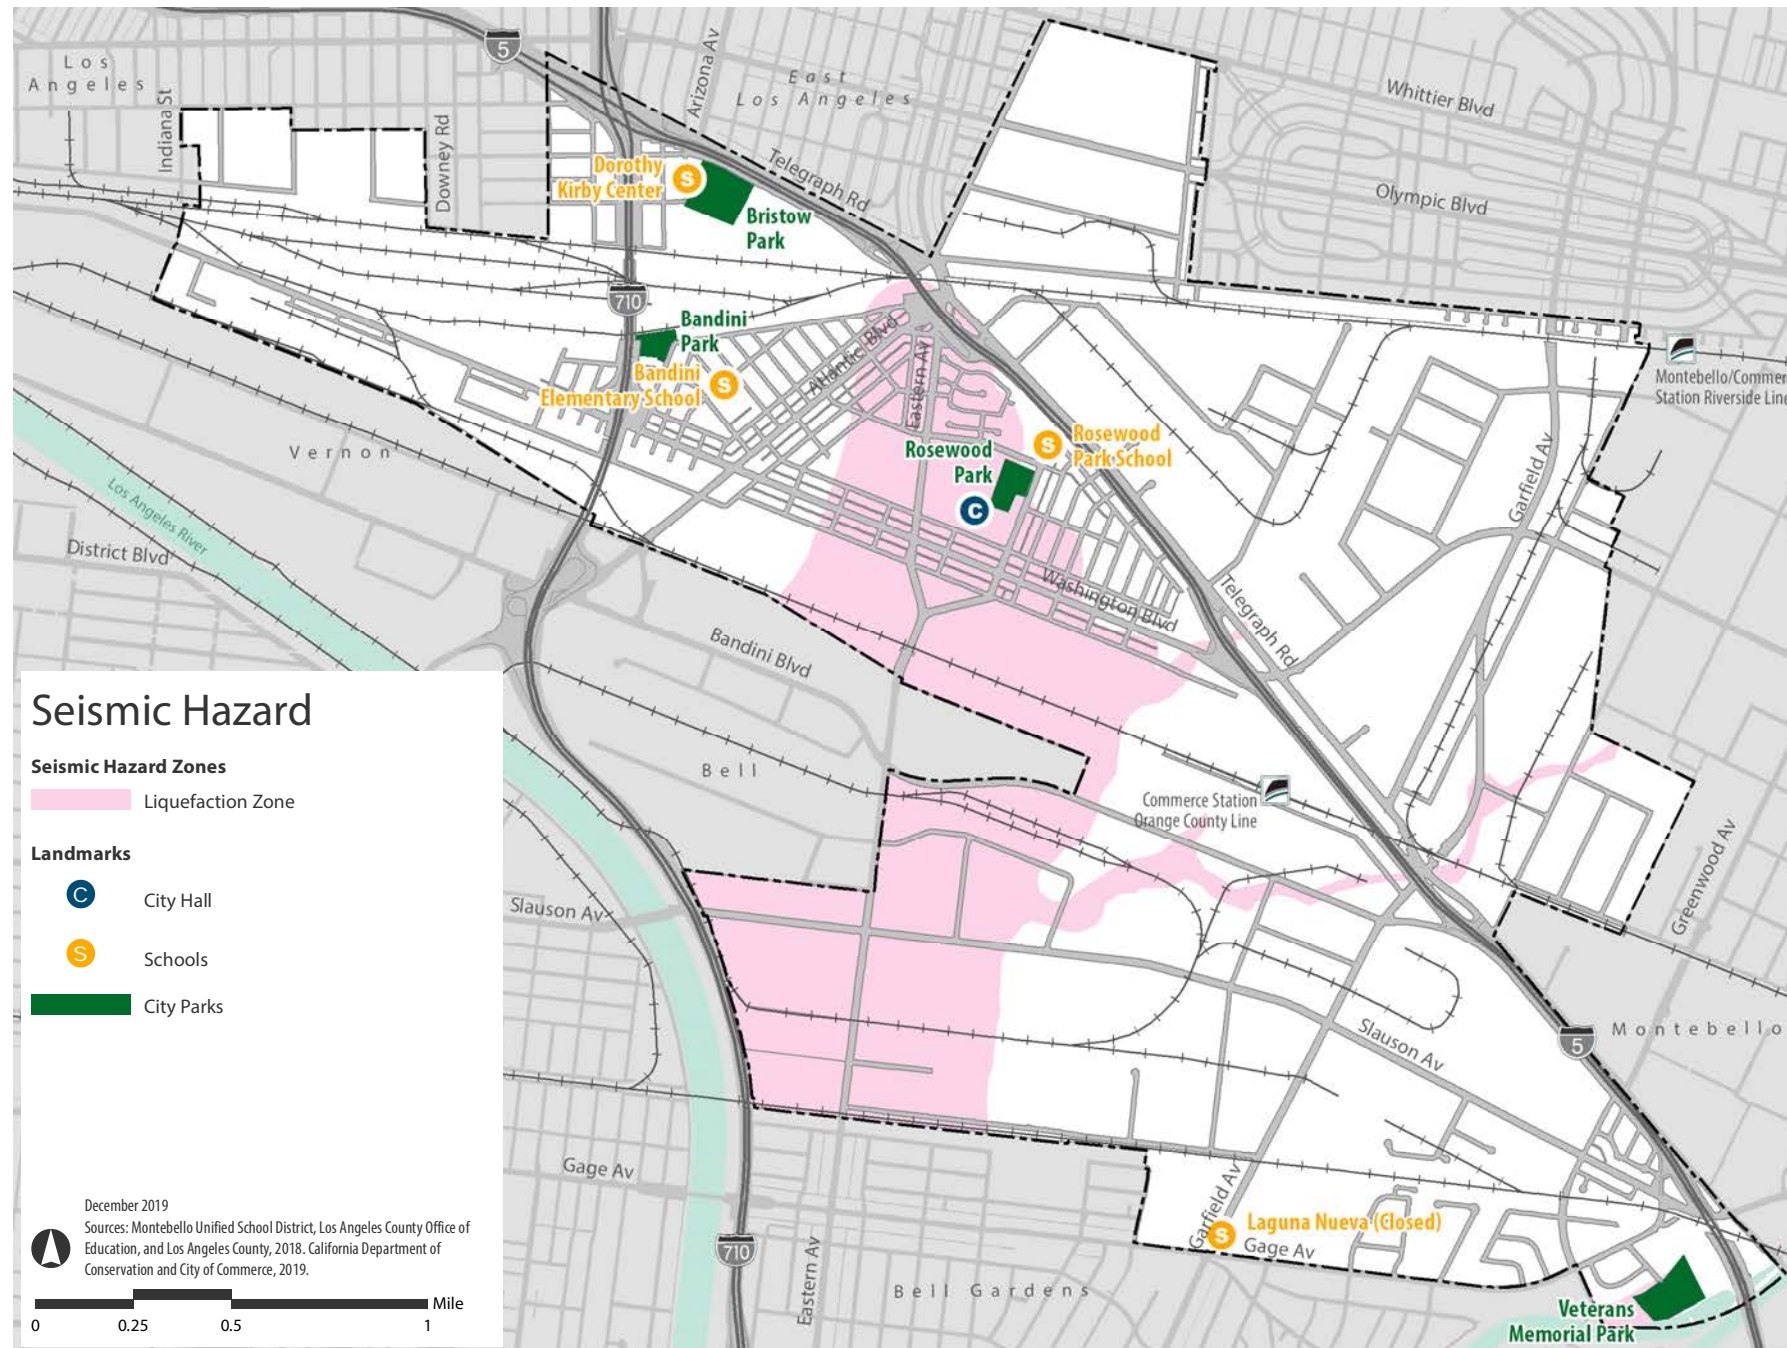 5
Los
Angeles
Indiana St
Downey Rd
Arizona Av
East
Los Angeles
Whittier Blvd
Dorothy
Kirby Center
S
Telegraph Rd
Olympic Blvd
Bristow
Park
710
Bandini
Park
Bandini
Elementary School
S
Atlantic Blvd
Eastern Av
Montebello/Commer
Station Riverside Line
Vernon
Rosewood
Park
S
Rosewood
Park School
C
Garfield Av
Los Angeles River
District Blvd
Washington Blvd
Telegraph Rd
Bandini Blvd
Bell
Commerce Station
Orange County Line
Greenwood Av
Slauson Av
Slauson Av
5
Montebello
Gage Av
Garfield Av
S
Laguna Nueva (Closed)
Gage Av
710
Eastern Av
Bell Gardens
Veterans
Memorial Park
Seismic Hazard
Seismic Hazard Zones
Liquefaction Zone
Landmarks
C
City Hall
S
Schools
City Parks
December 2019
Sources: Montebello Unified School District, Los Angeles County Office of
Education, and Los Angeles County, 2018. California Department of
Conservation and City of Commerce, 2019.
Mile
0 0.25 0.5 1